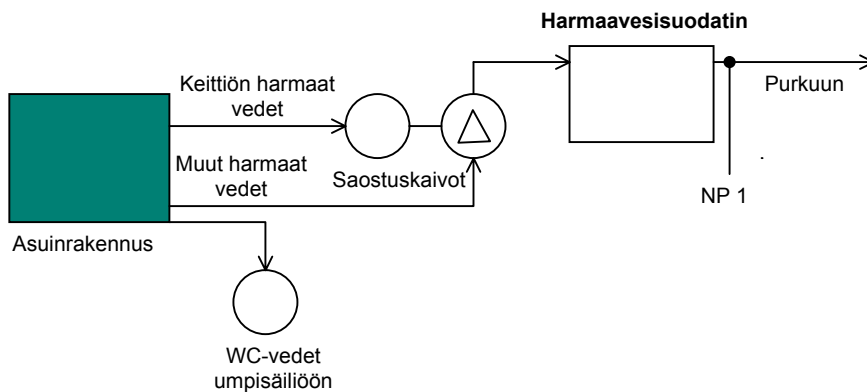 Harmaavesisuodatin
Keittiön harmaat
vedet
Purkuun
Muut harmaat
vedet
Saostuskaivot
NP 1
Asuinrakennus
WC-vedet
umpisäiliöön